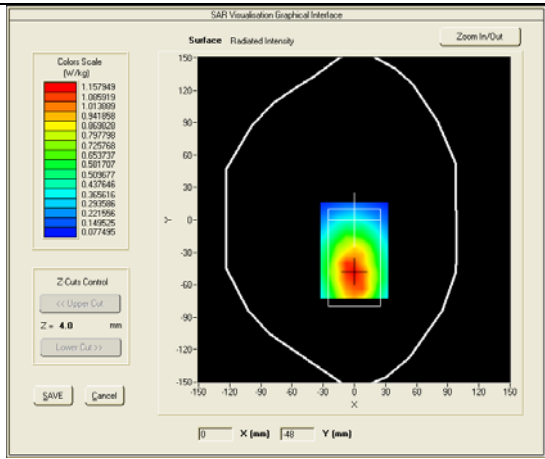 SAR Visualisation Graphical Interface
Surface Radiated Intensity
Zoom In/Out
Colors Scale
(W/kg)
1.157949
1.085919
1.013889
0.941858
0.869828
0.797798
0.725768
0.653737
0.581707
0.509677
0.437646
0.365616
0.293586
0.221556
0.149525
0.077495
Z Cuts Control
<< Upper Cut
Z = 4.0 mm
Lower Cut >>
SAVE
Cancel
Y
150
120
90
60
30
0
-30
-60
-90
-120
-150
-150 -120 -90 -60 -30 0 30 60 90 120 150
X
0 X (mm) -48 Y (mm)